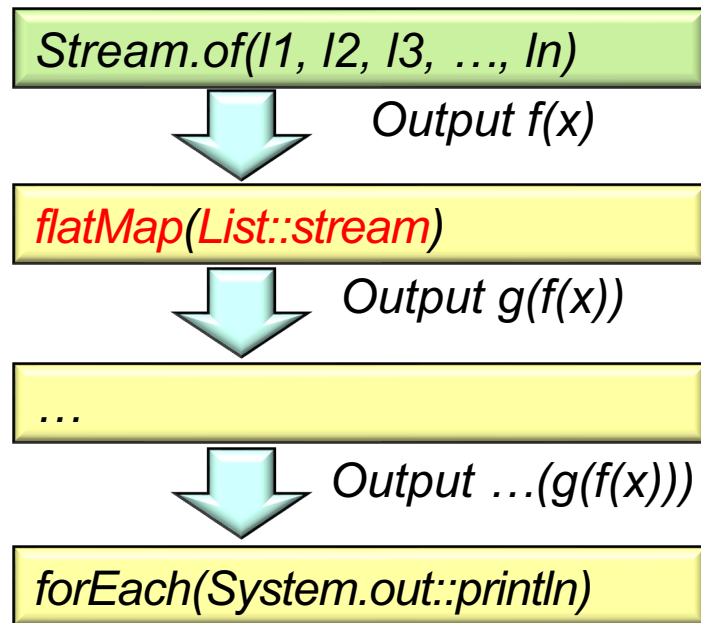 Stream.of(l1, l2, l3, …, ln)
Output f(x)
flatMap(List::stream)
Output g(f(x))
…
Output …(g(f(x)))
forEach(System.out::println)